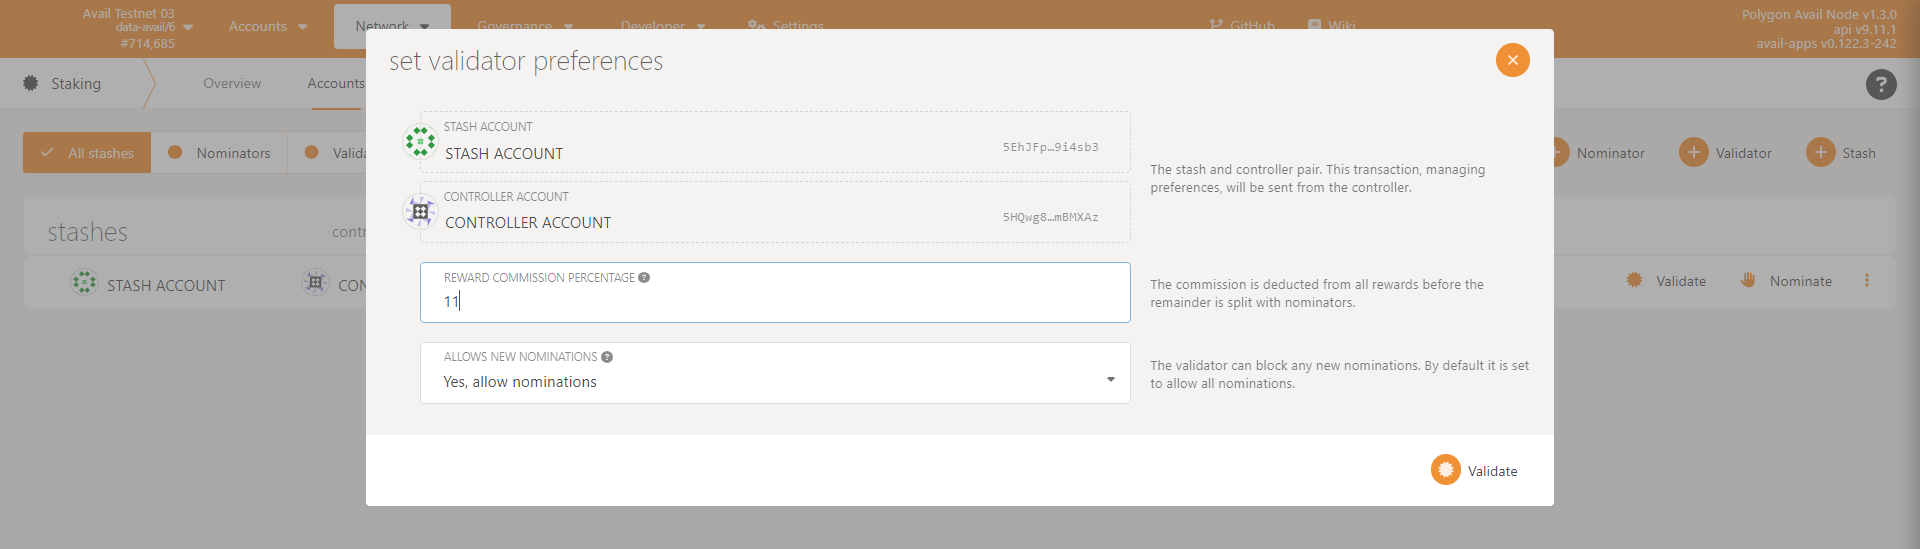 Avail Testnet 03
data-avail/6
#714,685
Accounts
Network
Governance
Developer
Settings
GitHub
Wiki
Polygon Avail Node v1.3.0
api v9.11.1
avail-apps v0.122.3-242
Staking
Overview
Accounts
?
set validator preferences
STASH ACCOUNT
STASH ACCOUNT
5EhJFp…9i4sb3
The stash and controller pair. This transaction, managing
preferences, will be sent from the controller.
CONTROLLER ACCOUNT
CONTROLLER ACCOUNT
5HQwg8…mBMXAz
REWARD COMMISSION PERCENTAGE ?
11
The commission is deducted from all rewards before the
remainder is split with nominators.
ALLOWS NEW NOMINATIONS ?
Yes, allow nominations
The validator can block any new nominations. By default it is set
to allow all nominations.
Validate
All stashes
Nominators
Valida
Nominator
Validator
Stash
stashes
contr
STASH ACCOUNT
CON
Validate
Nominate